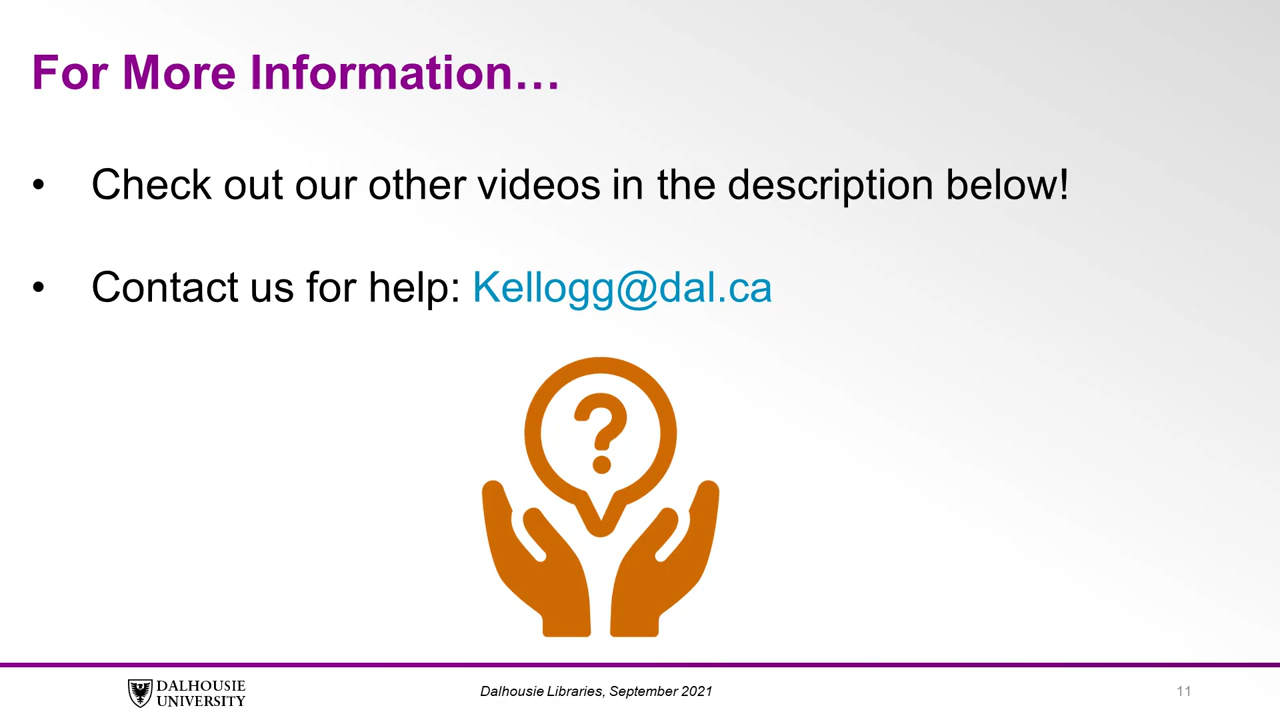 For More Information…
• Check out our other videos in the description below!
• Contact us for help: Kellogg@dal.ca
?
DALHOUSIE
UNIVERSITY
Dalhousie Libraries, September 2021
11